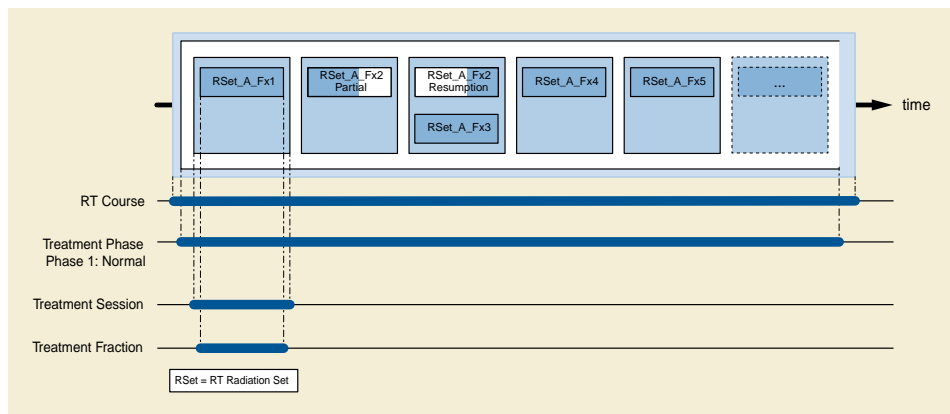 RSet_A_Fx1
RSet_A_Fx2
Partial
RSet_A_Fx2
Resumption
RSet_A_Fx3
RSet_A_Fx4
RSet_A_Fx5
...
time
RT Course
Treatment Phase
Phase 1: Normal
Treatment Session
Treatment Fraction
RSet = RT Radiation Set